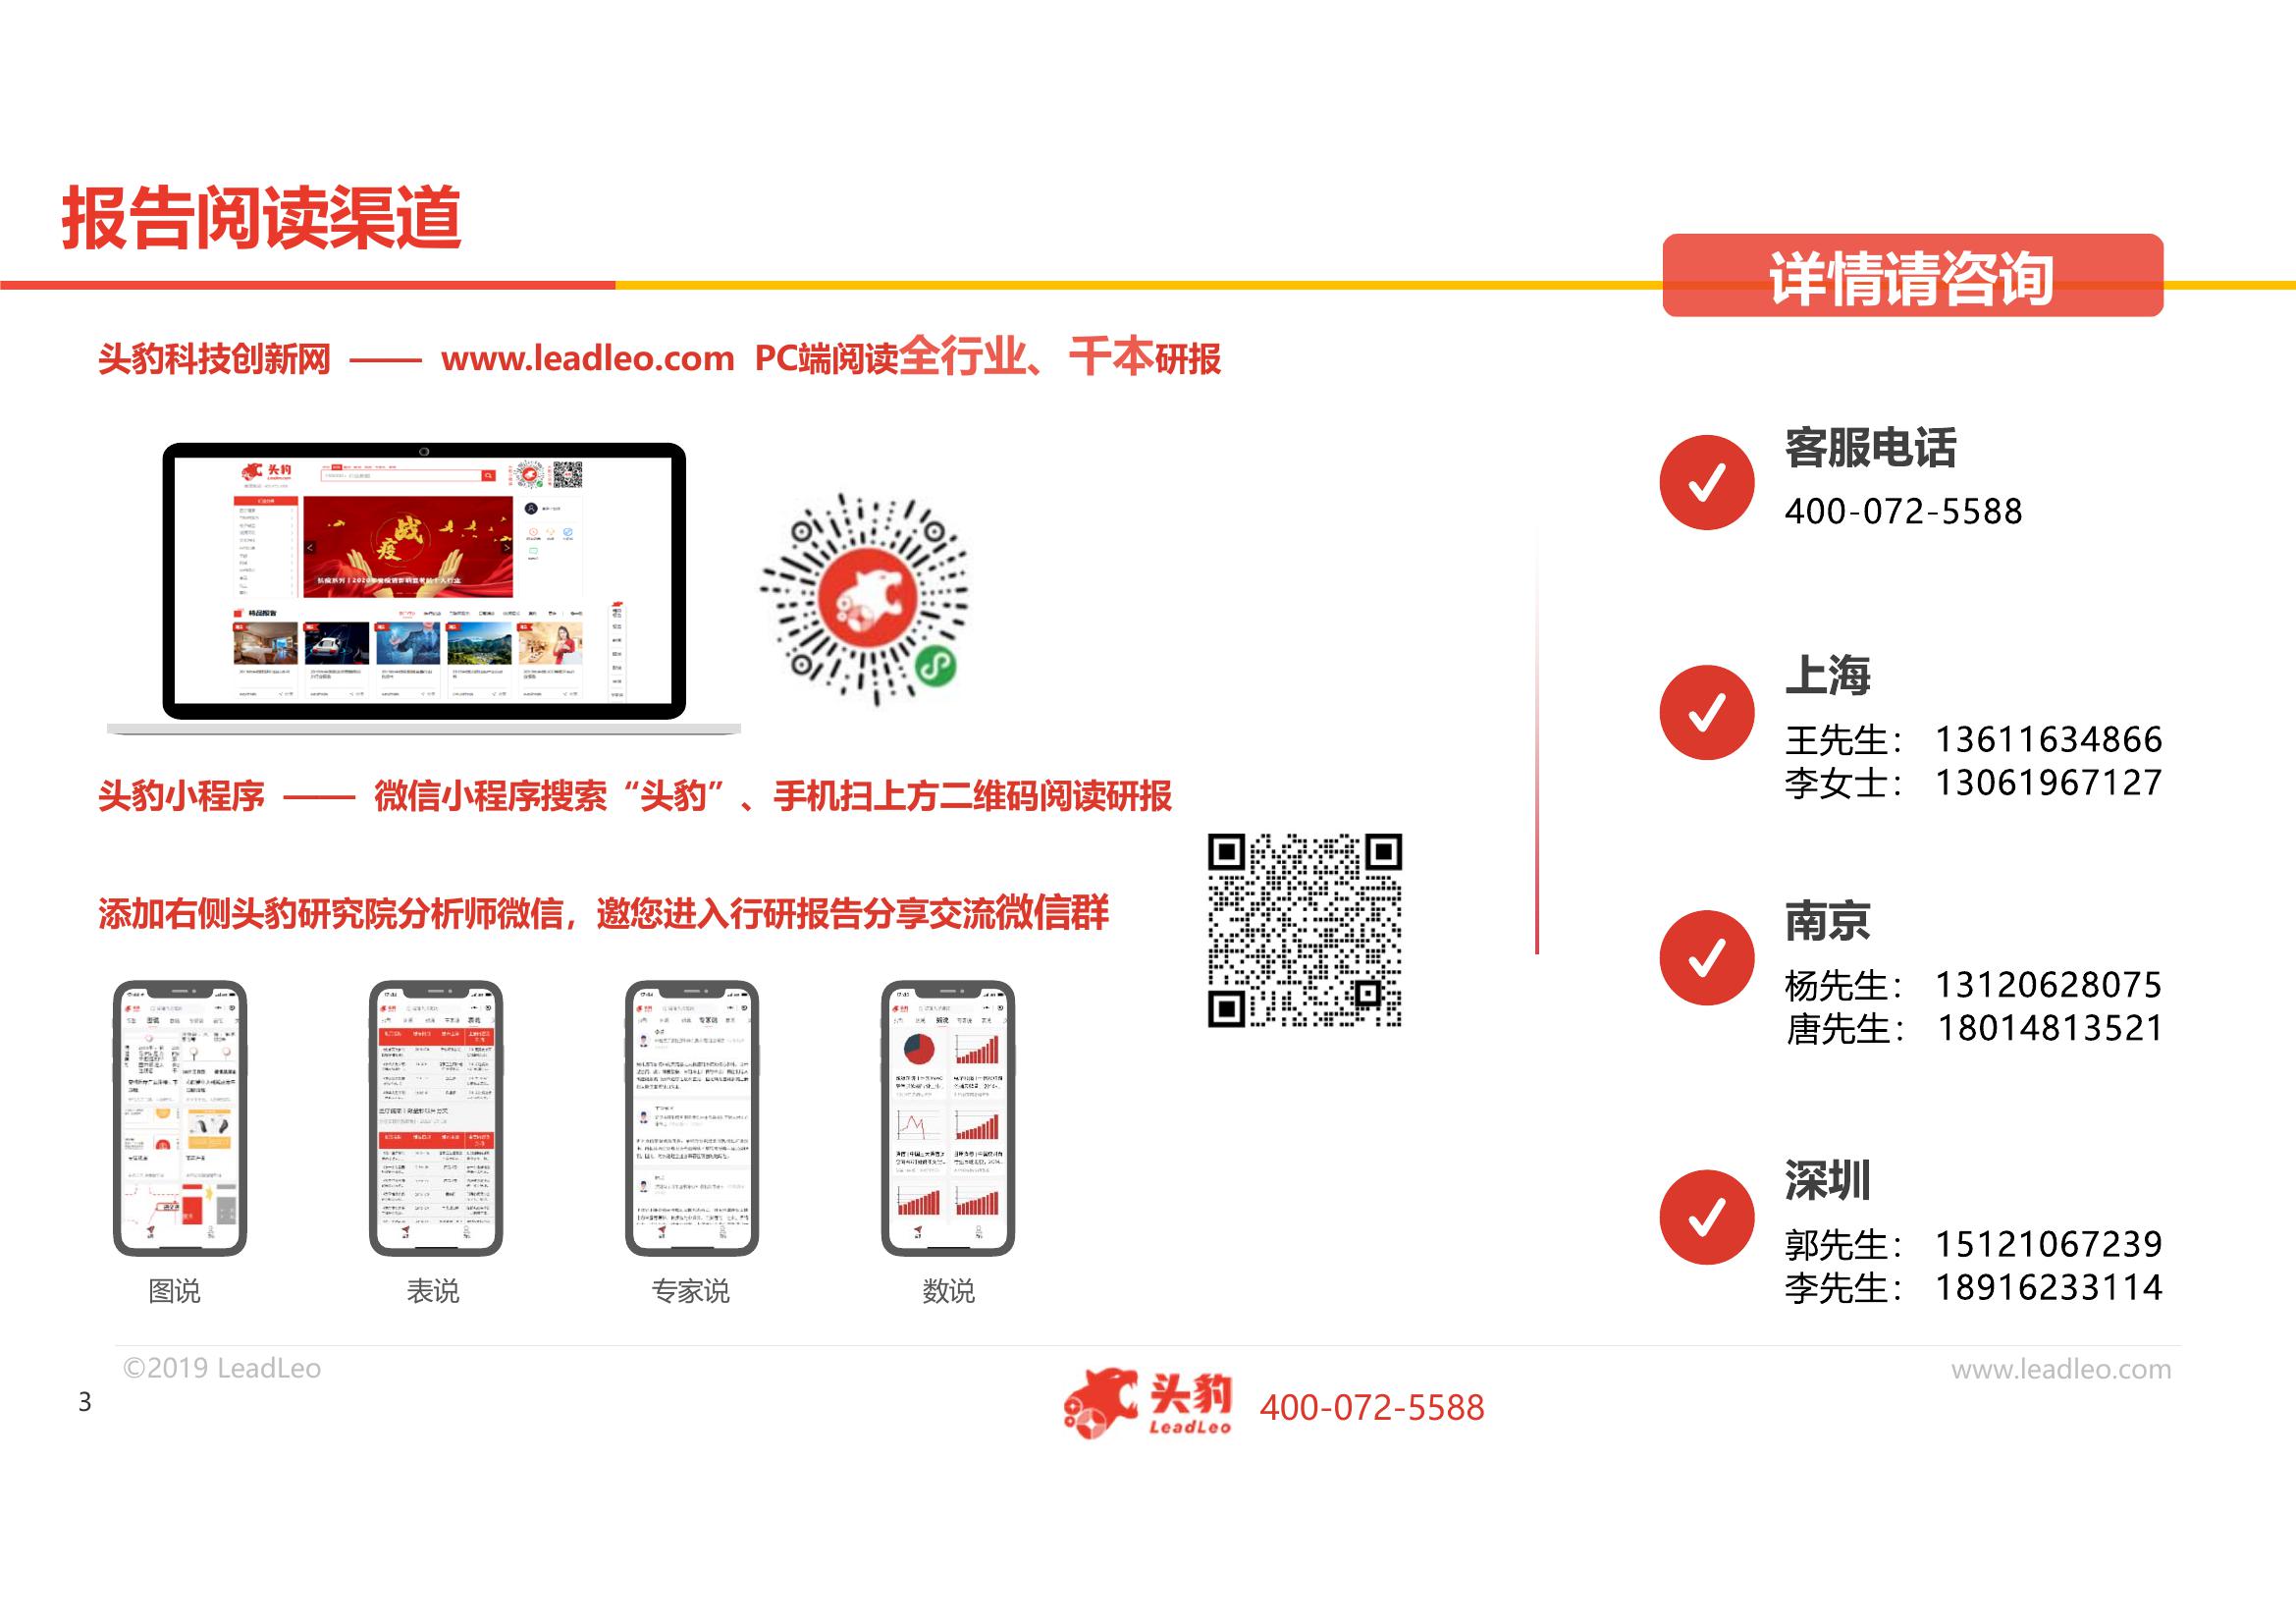 报告阅读渠道
详情请咨询
头豹科技创新网 —— www.leadleo.com PC端阅读全行业、千本研报
头豹
战
疫
头豹小程序 —— 微信小程序搜索“头豹”、手机扫上方二维码阅读研报
添加右侧头豹研究院分析师微信，邀您进入行研报告分享交流微信群
图说
表说
专家说
数说
客服电话
400-072-5588
上海
王先生： 13611634866
李女士： 13061967127
南京
杨先生： 13120628075
唐先生： 18014813521
深圳
郭先生： 15121067239
李先生： 18916233114
©2019 LeadLeo
www.leadleo.com
3
头豹
LeadLeo
400-072-5588